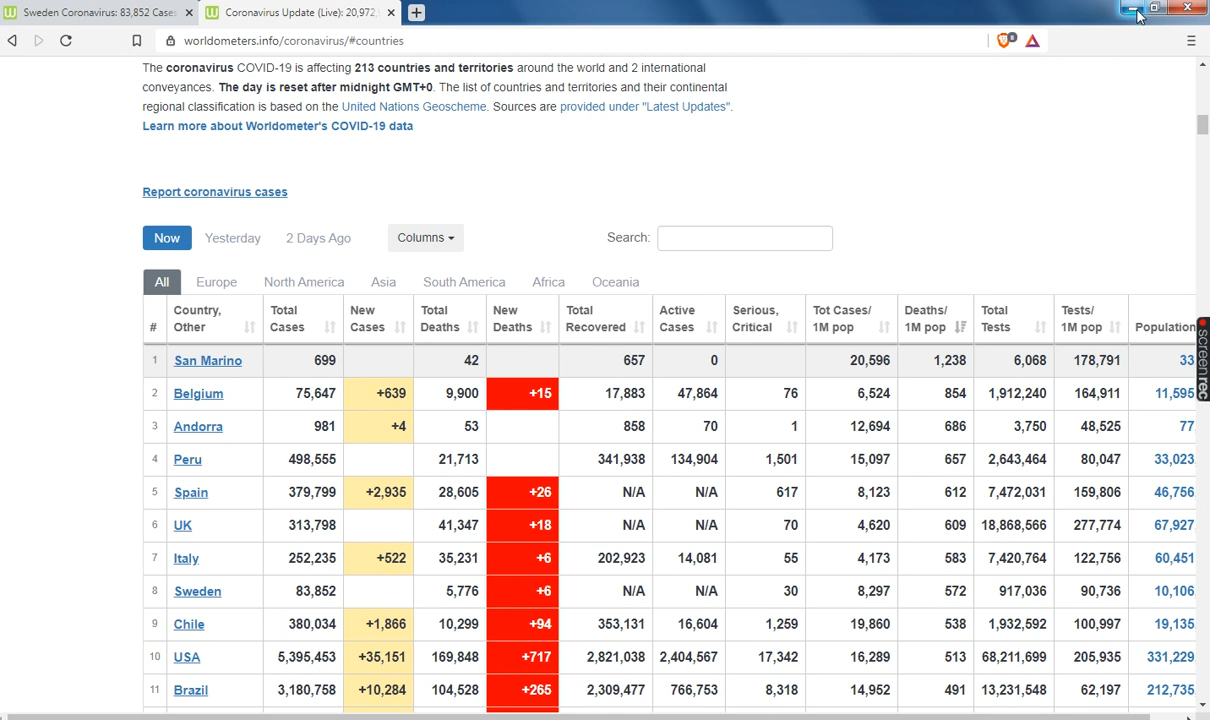 Sweden Coronavirus: 83,852 Cases
Coronavirus Update (Live): 20,972,
worldometers.info/coronavirus/#countries
The coronavirus COVID-19 is affecting 213 countries and territories around the world and 2 international
conveyances. The day is reset after midnight GMT+0. The list of countries and territories and their continental
regional classification is based on the United Nations Geoscheme. Sources are provided under "Latest Updates".
Learn more about Worldometer's COVID-19 data
Report coronavirus cases
Now Yesterday 2 Days Ago Columns Search:
All Europe North America Asia South America Africa Oceania
# Country, Other Total Cases New Cases Total Deaths New Deaths Total Recovered Active Cases Serious, Critical Tot Cases/ 1M pop Deaths/ 1M pop Total Tests Tests/ 1M pop Population
1 San Marino 699 42 657 0 20,596 1,238 6,068 178,791 33
2 Belgium 75,647 +639 9,900 +15 17,883 47,864 76 6,524 854 1,912,240 164,911 11,595
3 Andorra 981 +4 53 858 70 1 12,694 686 3,750 48,525 77
4 Peru 498,555 21,713 341,938 134,904 1,501 15,097 657 2,643,464 80,047 33,023
5 Spain 379,799 +2,935 28,605 +26 N/A N/A 617 8,123 612 7,472,031 159,806 46,756
6 UK 313,798 41,347 +18 N/A N/A 70 4,620 609 18,868,566 277,774 67,927
7 Italy 252,235 +522 35,231 +6 202,923 14,081 55 4,173 583 7,420,764 122,756 60,451
8 Sweden 83,852 5,776 +6 N/A N/A 30 8,297 572 917,036 90,736 10,106
9 Chile 380,034 +1,866 10,299 +94 353,131 16,604 1,259 19,860 538 1,932,592 100,997 19,135
10 USA 5,395,453 +35,151 169,848 +717 2,821,038 2,404,567 17,342 16,289 513 68,211,699 205,935 331,229
11 Brazil 3,180,758 +10,284 104,528 +265 2,309,477 766,753 8,318 14,952 491 13,231,548 62,197 212,735
screenrec